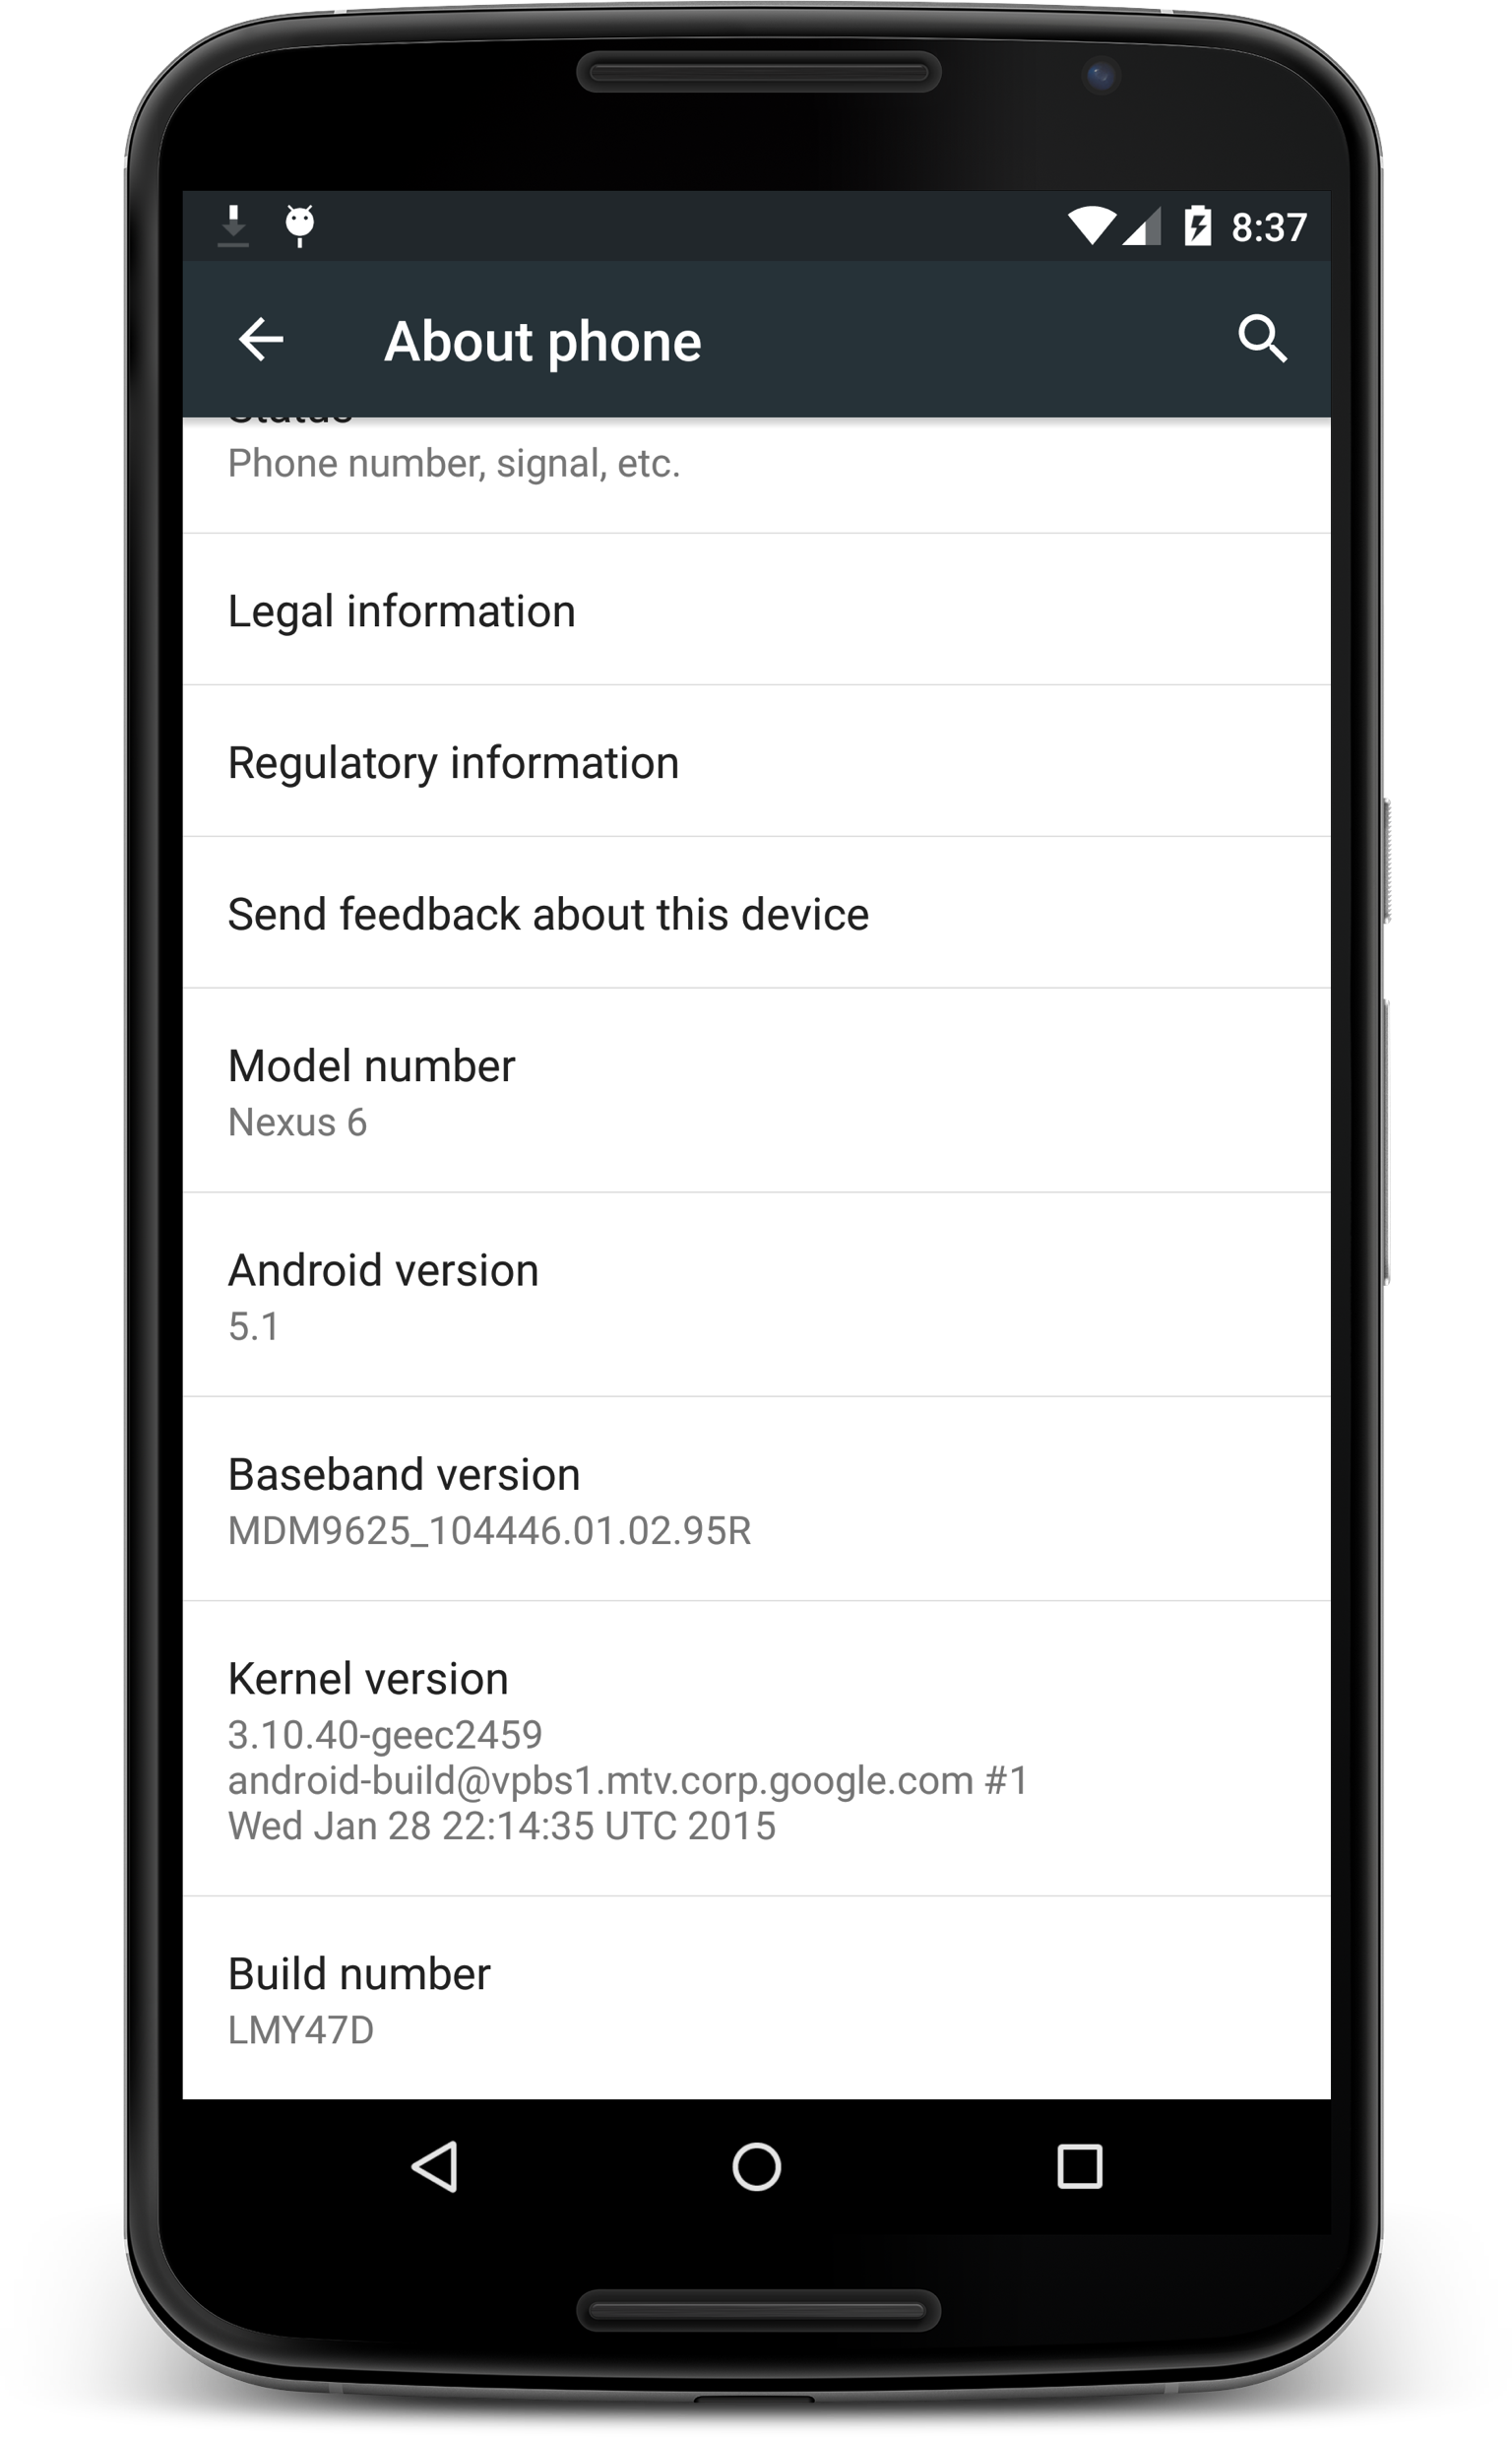 8:37
About phone
Status
Phone number, signal, etc.
Legal information
Regulatory information
Send feedback about this device
Model number
Nexus 6
Android version
5.1
Baseband version
MDM9625_104446.01.02.95R
Kernel version
3.10.40-geec2459
android-build@vpbs1.mtv.corp.google.com #1
Wed Jan 28 22:14:35 UTC 2015
Build number
LMY47D